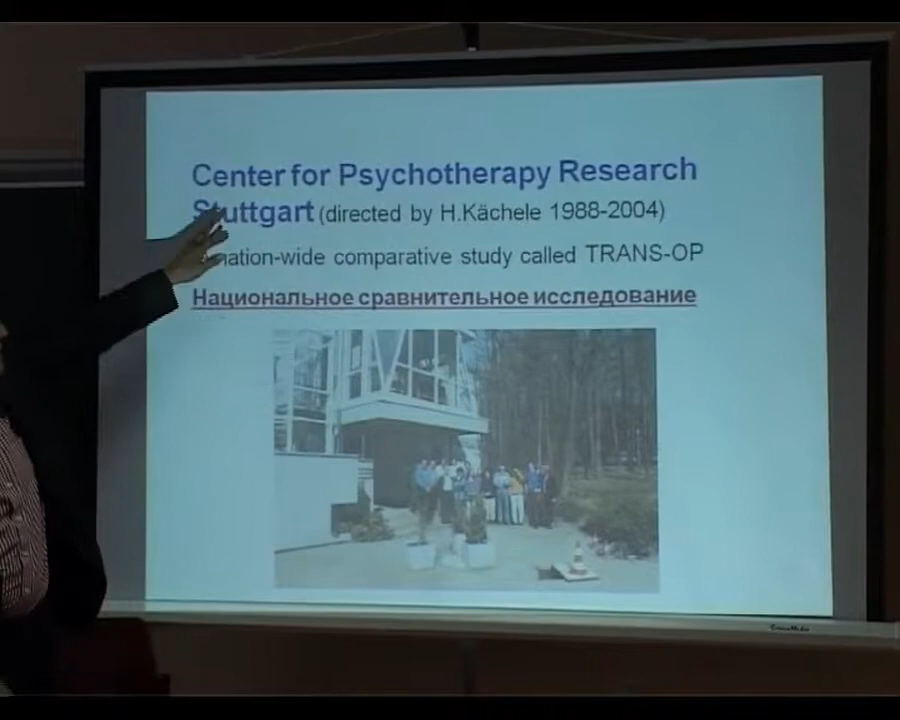 Center for Psychotherapy Research
Stuttgart (directed by H.Kächele 1988-2004)
nation-wide comparative study called TRANS-OP
Национальное сравнительное исследование